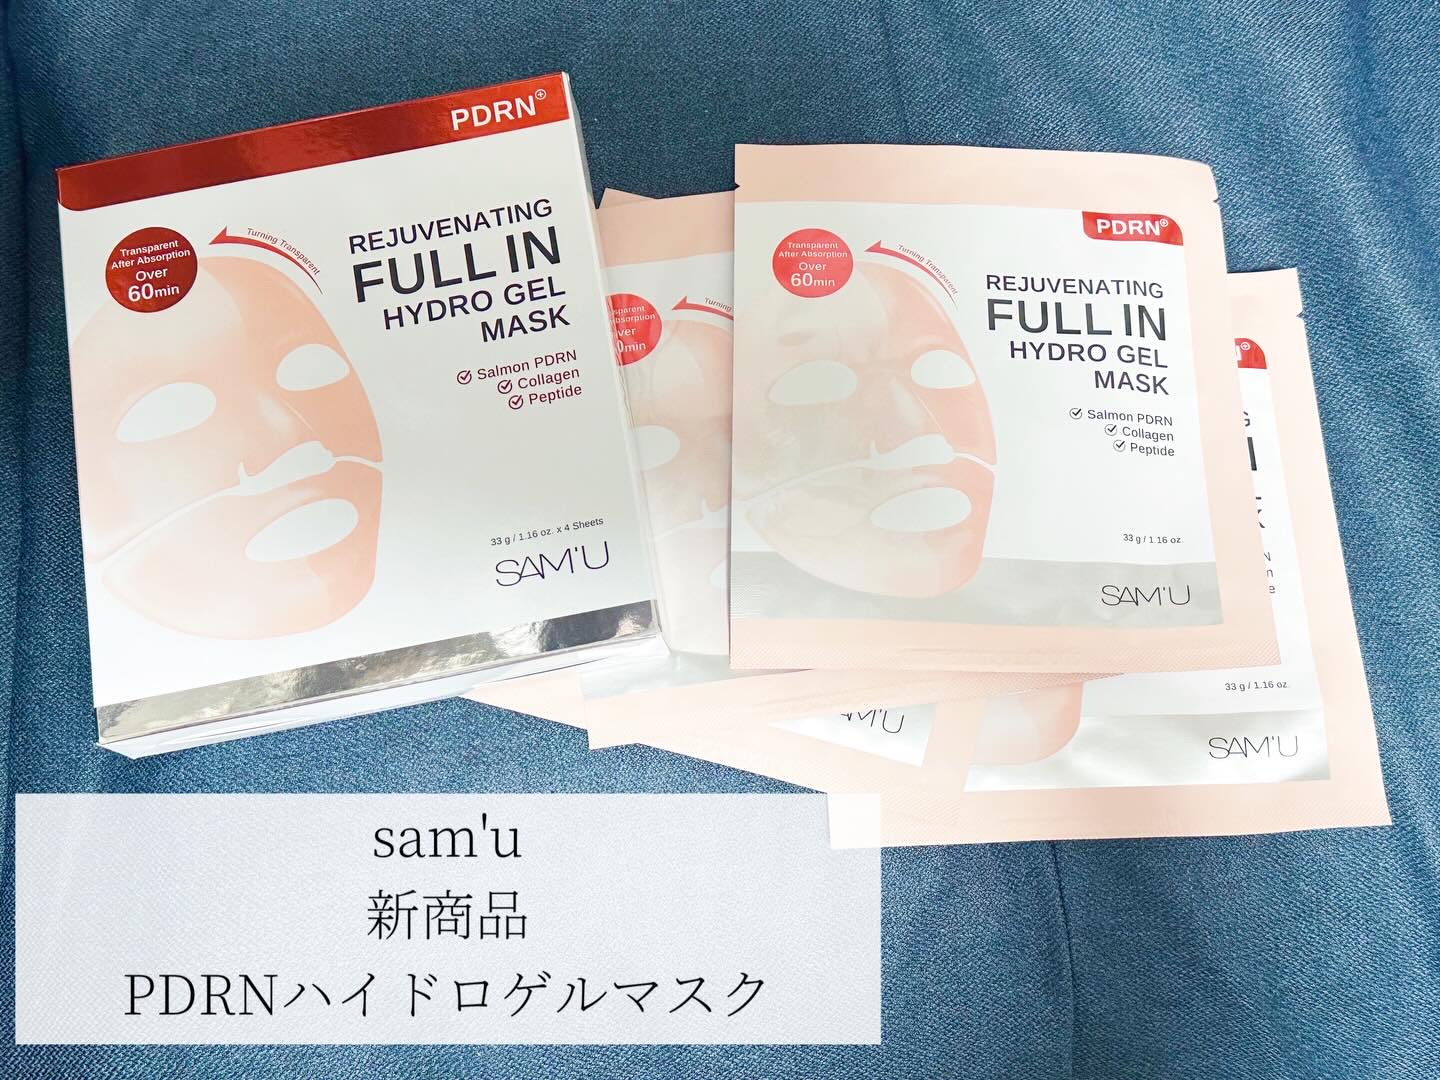 PDRN⊕
Transparent
After Absorption
Over
60min
Turning Transparent
REJUVENATING
FULL IN
HYDRO GEL
MASK
Salmon PDRN
Collagen
Peptide
33 g / 1.16 oz. x 4 Sheets
SAM'U
Turning
PDRN⊕
Transparent
After Absorption
Over
60min
Turning Transparent
REJUVENATING
FULL IN
HYDRO GEL
MASK
Salmon PDRN
Collagen
Peptide
33 g / 1.16 oz.
SAM'U
33 g / 1.16 oz.
SAM'U
sam'u
新商品
PDRNハイドロゲルマスク